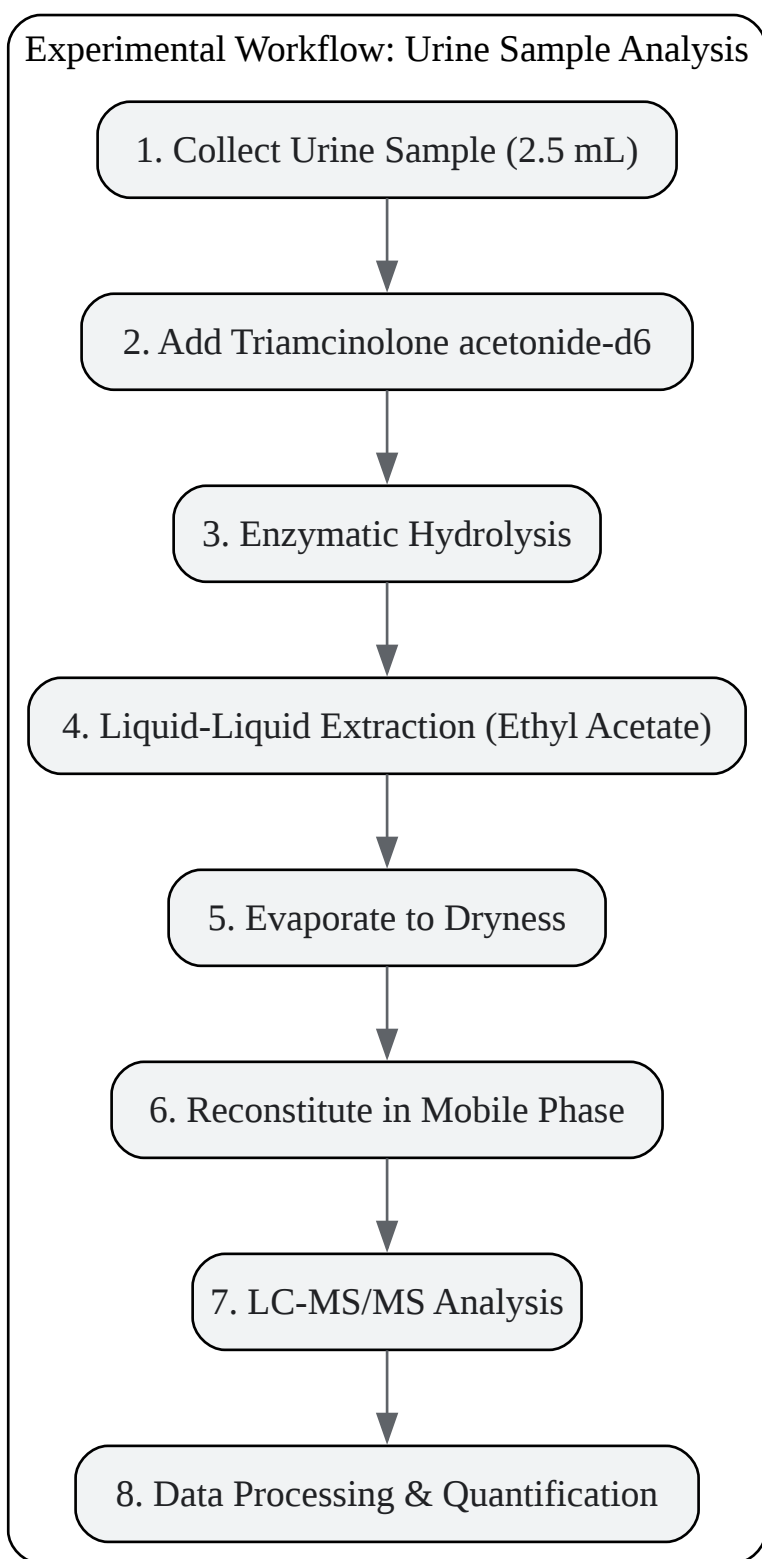 Experimental Workflow: Urine Sample Analysis
1. Collect Urine Sample (2.5 mL)
2. Add Triamcinolone acetonide-d6
3. Enzymatic Hydrolysis
4. Liquid-Liquid Extraction (Ethyl Acetate)
5. Evaporate to Dryness
6. Reconstitute in Mobile Phase
7. LC-MS/MS Analysis
8. Data Processing & Quantification